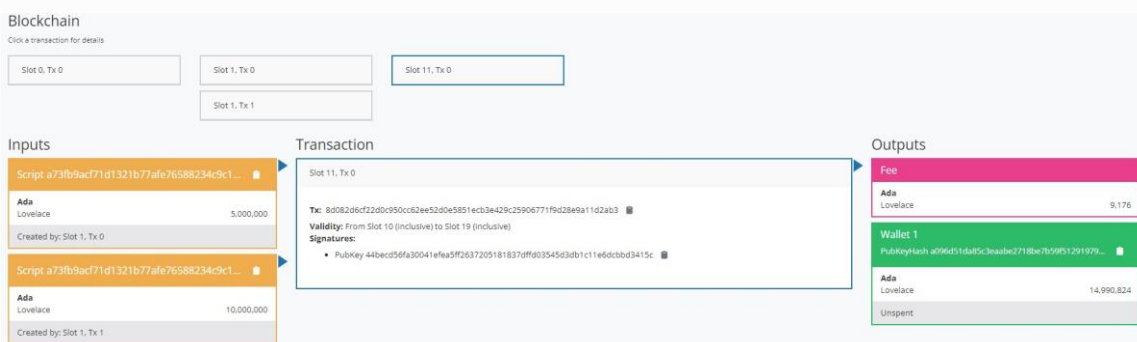 Blockchain
Click a transaction for details
Slot 0, Tx 0
Slot 1, Tx 0
Slot 11, Tx 0
Slot 1, Tx 1
Inputs
Script a73fb9acf71d1321b77afe76588234c9c1...
Ada
Lovelace 5,000,000
Created by: Slot 1, Tx 0
Script a73fb9acf71d1321b77afe76588234c9c1...
Ada
Lovelace 10,000,000
Created by: Slot 1, Tx 1
Transaction
Slot 11, Tx 0
Tx: 8d082d6cf22d0c950cc62ee52d0e5851ecb3e429c25906771f9d28e9a11d2ab3
Validity: From Slot 10 (inclusive) to Slot 19 (inclusive)
Signatures:
• PubKey 44becd56fa30041efea5ff2637205181837dffd03545d3db1c11e6dcbbd3415c
Outputs
Fee
Ada
Lovelace 9,176
Wallet 1
PubKeyHash a096d51da85c3eaabe2718be7b59f51291979...
Ada
Lovelace 14,990,824
Unspent